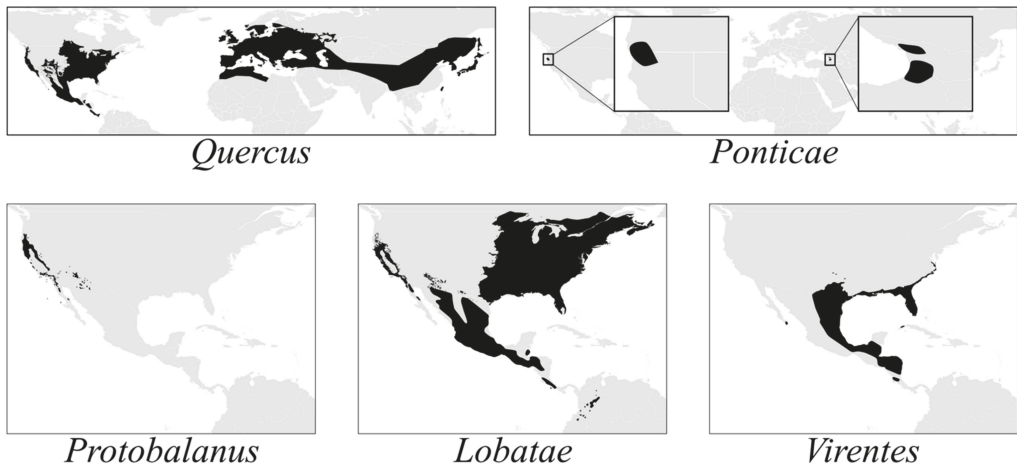 Quercus
Ponticae
Protobalanus
Lobatae
Virentes